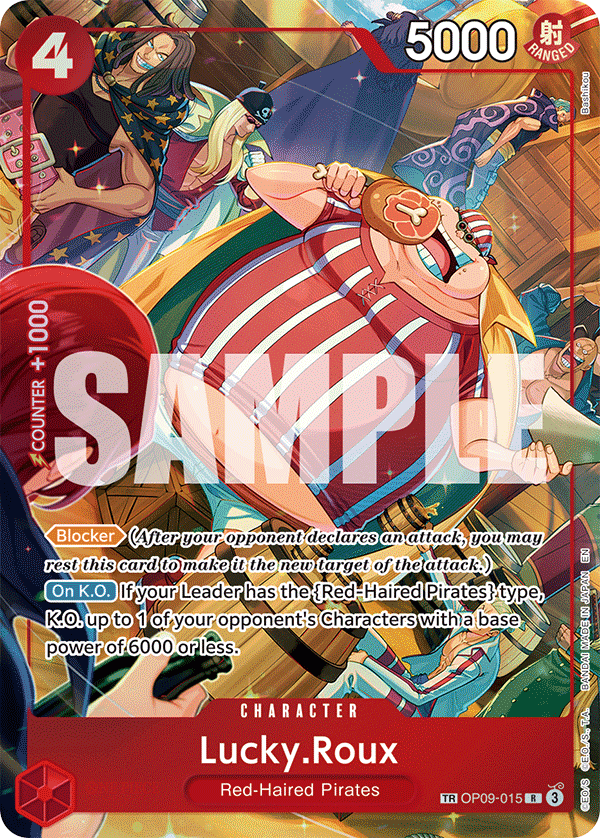 4
5000
射
RANGED
Bashikou
COUNTER +1000
SAMPLE
Blocker (After your opponent declares an attack, you may
rest this card to make it the new target of the attack.)
On K.O. If your Leader has the {Red-Haired Pirates} type,
K.O. up to 1 of your opponent's Characters with a base
power of 6000 or less.
CHARACTER
Lucky.Roux
Red-Haired Pirates
TR OP09-015 R 3
©E.O./S., T.A. BANDAI MADE IN JAPAN EN